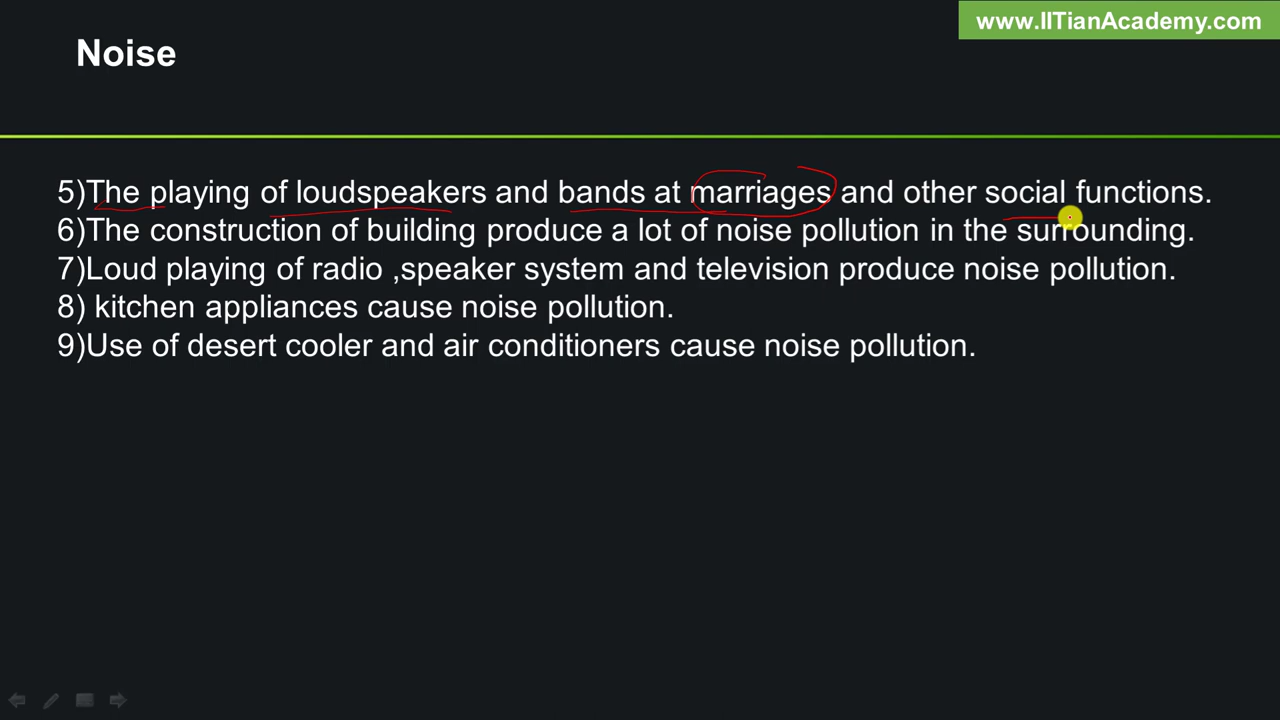 www.IITianAcademy.com
Noise
5)The playing of loudspeakers and bands at marriages and other social functions.
6)The construction of building produce a lot of noise pollution in the surrounding.
7)Loud playing of radio ,speaker system and television produce noise pollution.
8) kitchen appliances cause noise pollution.
9)Use of desert cooler and air conditioners cause noise pollution.